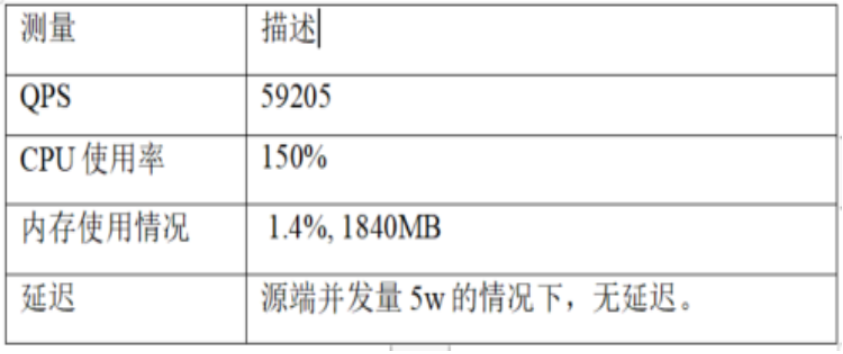 测量 描述
QPS 59205
CPU 使用率 150%
内存使用情况 1.4%, 1840MB
延迟 源端并发量 5w 的情况下，无延迟。